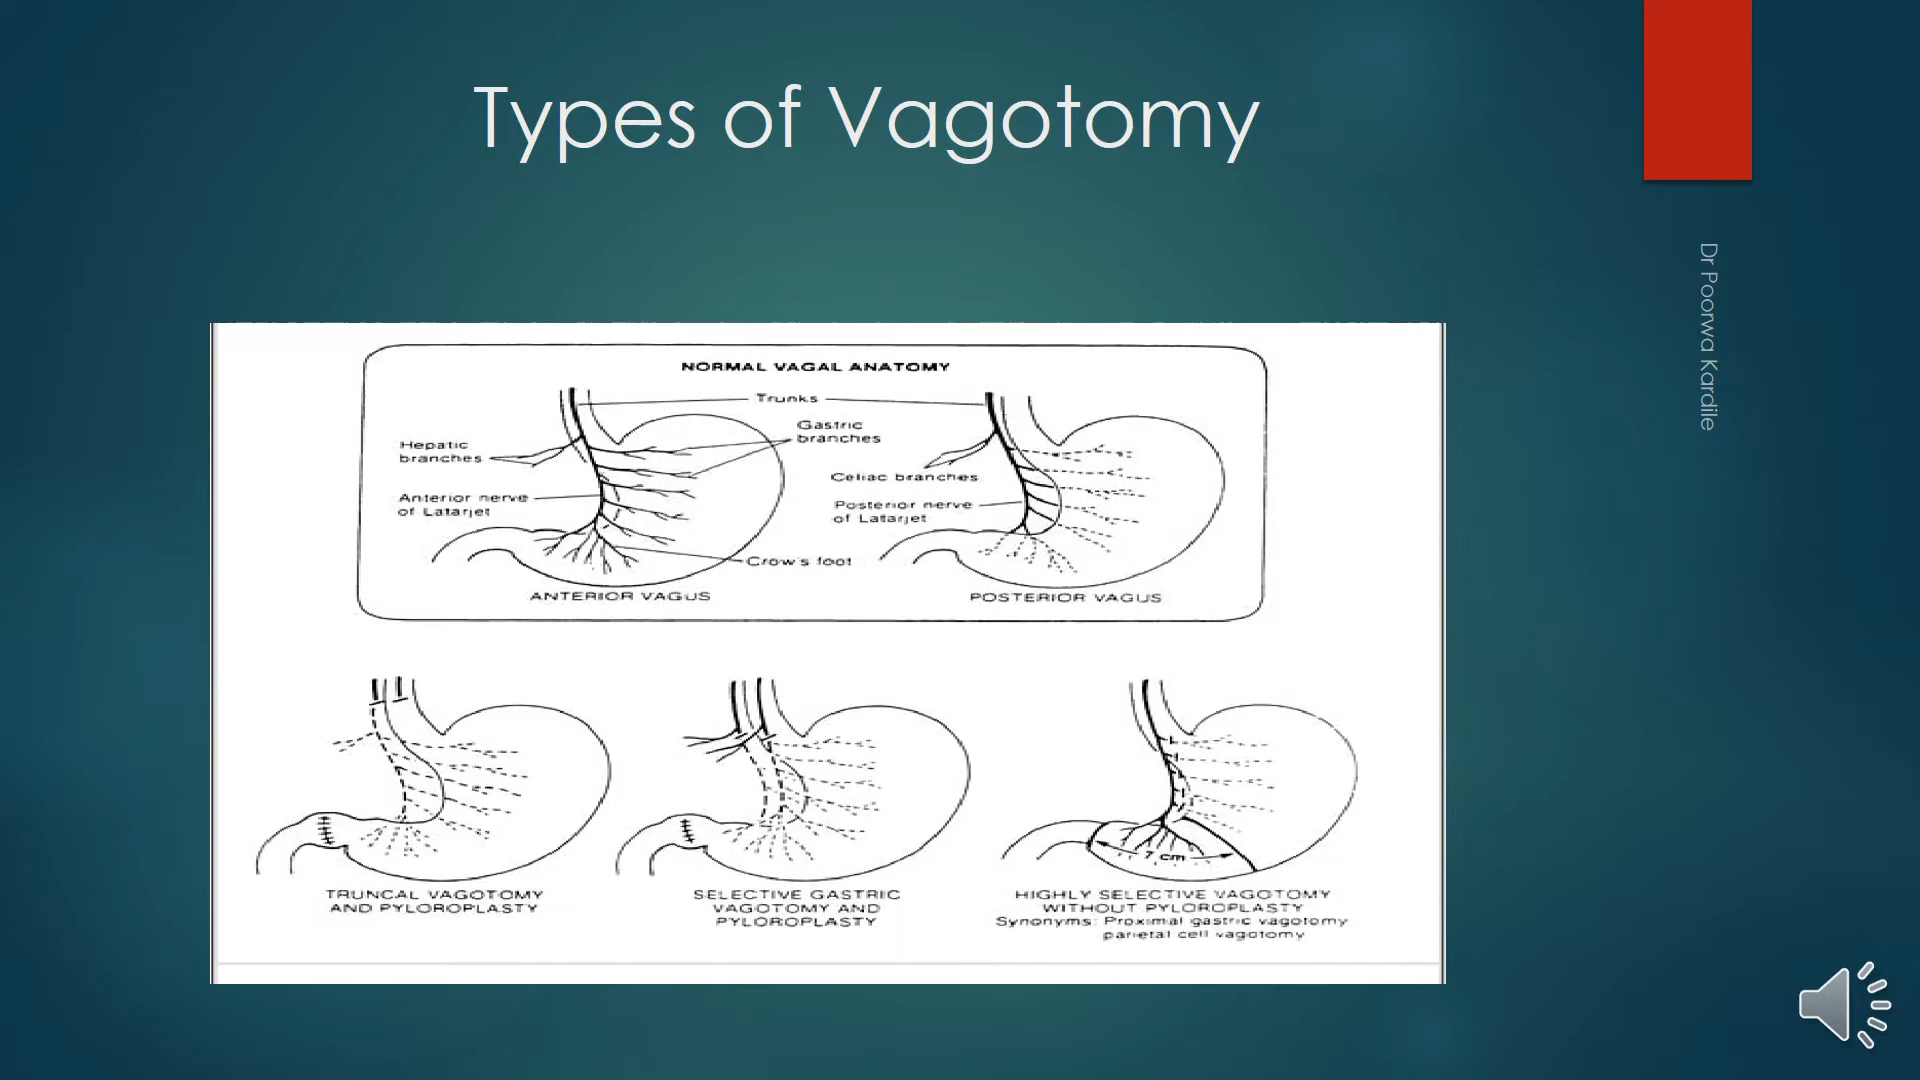 Types of Vagotomy
Dr Poorwa Kardile
NORMAL VAGAL ANATOMY
Trunks
Gastric
branches
Hepatic
branches
Anterior nerve
of Latarjet
Celiac branches
Posterior nerve
of Latarjet
Crow's foot
ANTERIOR VAGUS
POSTERIOR VAGUS
7 cm
TRUNCAL VAGOTOMY
AND PYLOROPLASTY
SELECTIVE GASTRIC
VAGOTOMY AND
PYLOROPLASTY
HIGHLY SELECTIVE VAGOTOMY
WITHOUT PYLOROPLASTY
Synonyms: Proximal gastric vagotomy
parietal cell vagotomy